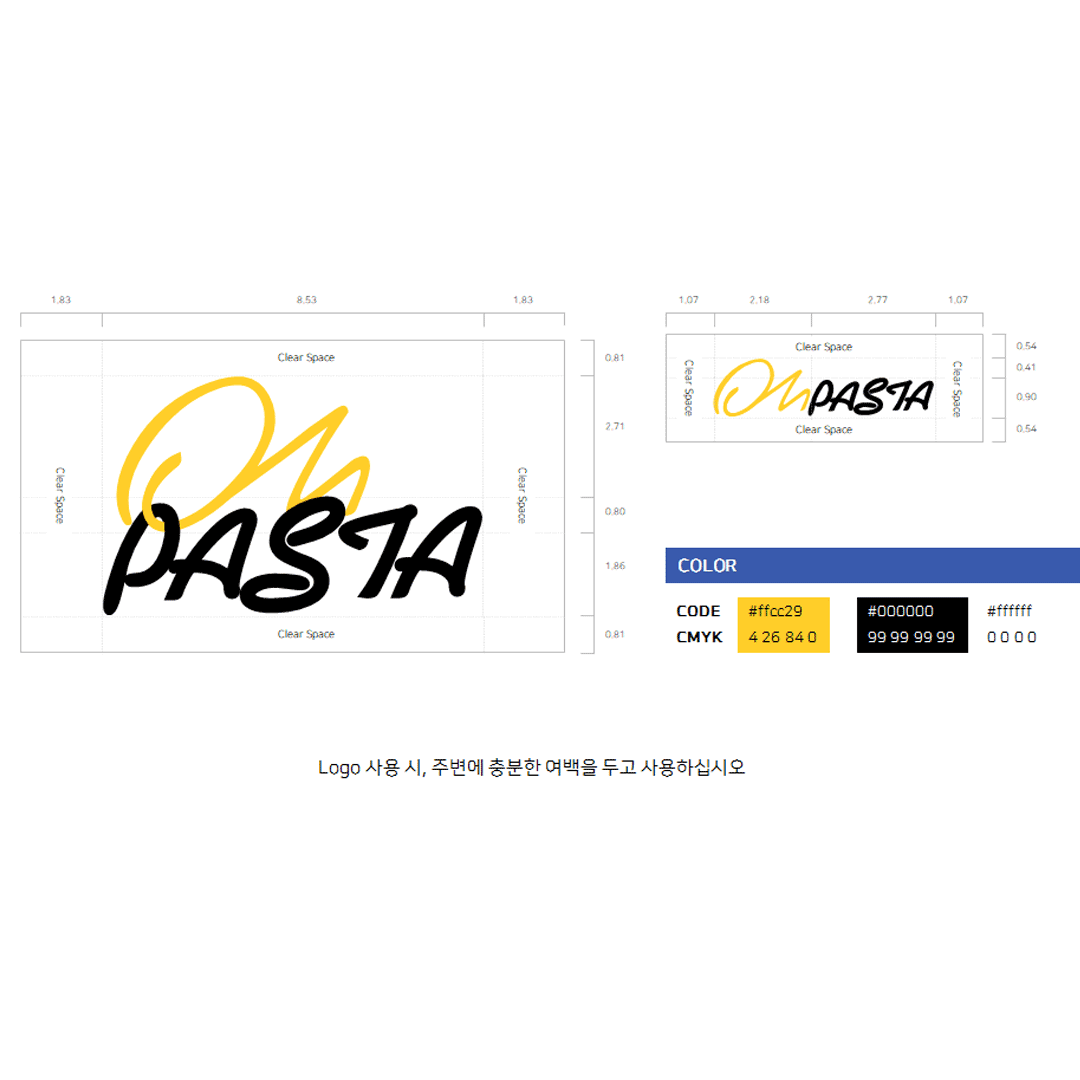 1.83 8.53 1.83
Clear Space
0.81
Oh
2.71
Clear Space
Clear Space
0.80
PASTA
1.86
Clear Space
0.81
1.07 2.18 2.77 1.07
Clear Space
0.54
0.41
Clear Space
Oh PASTA
Clear Space
0.90
Clear Space
0.54
COLOR
CODE #ffcc29 #000000 #ffffff
CMYK 4 26 84 0 99 99 99 99 0 0 0 0
Logo 사용 시, 주변에 충분한 여백을 두고 사용하십시오